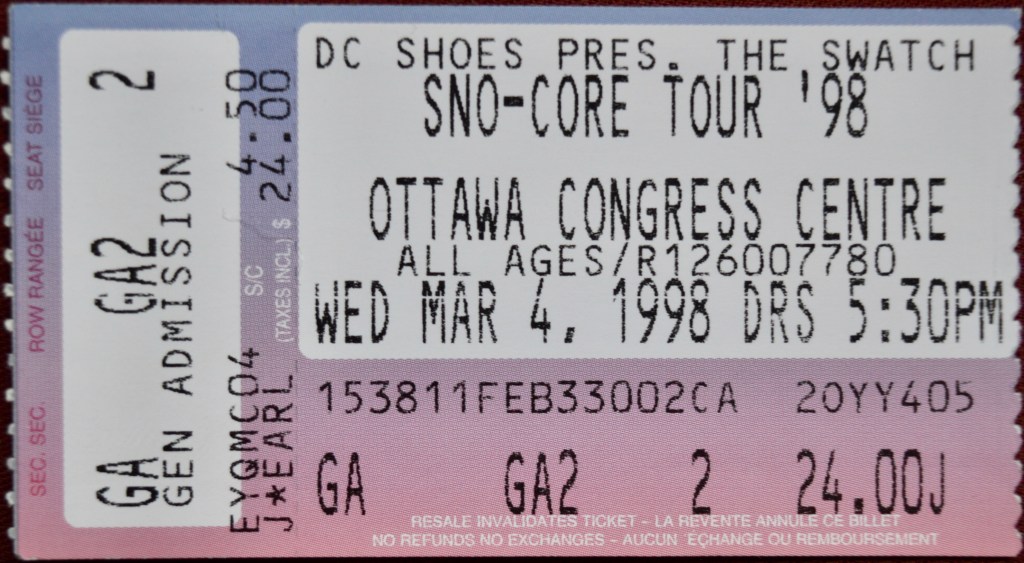 SEC. SEC. ROW RANGÉE SEAT SIÈGE
GA GA2 2
GEN ADMISSION
EYQMC04 S/C 4.50
J*EARL (TAXES INCL.) $ 24.00
DC SHOES PRES. THE SWATCH
SNO-CORE TOUR '98
OTTAWA CONGRESS CENTRE
ALL AGES/R126007780
WED MAR 4, 1998 DRS 5:30PM
153811FEB33002CA 20YY405
GA GA2 2 24.00J
RESALE INVALIDATES TICKET – LA REVENTE ANNULE CE BILLET
NO REFUNDS NO EXCHANGES – AUCUN EÇHANGE OU REMBOURSEMENT